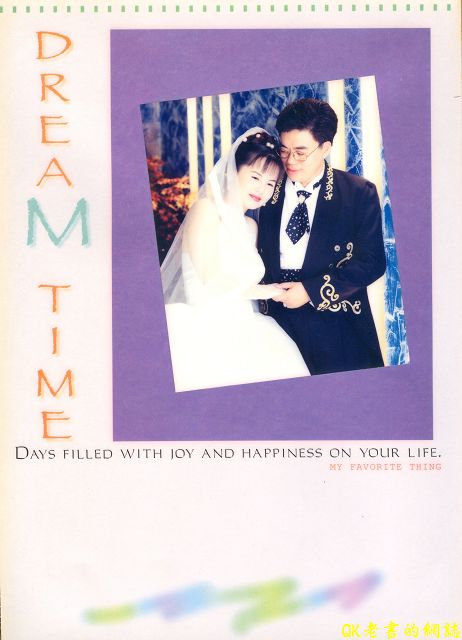 DREAM TIME
DAYS FILLED WITH JOY AND HAPPINESS ON YOUR LIFE.
MY FAVORITE THING
QK老書的網誌